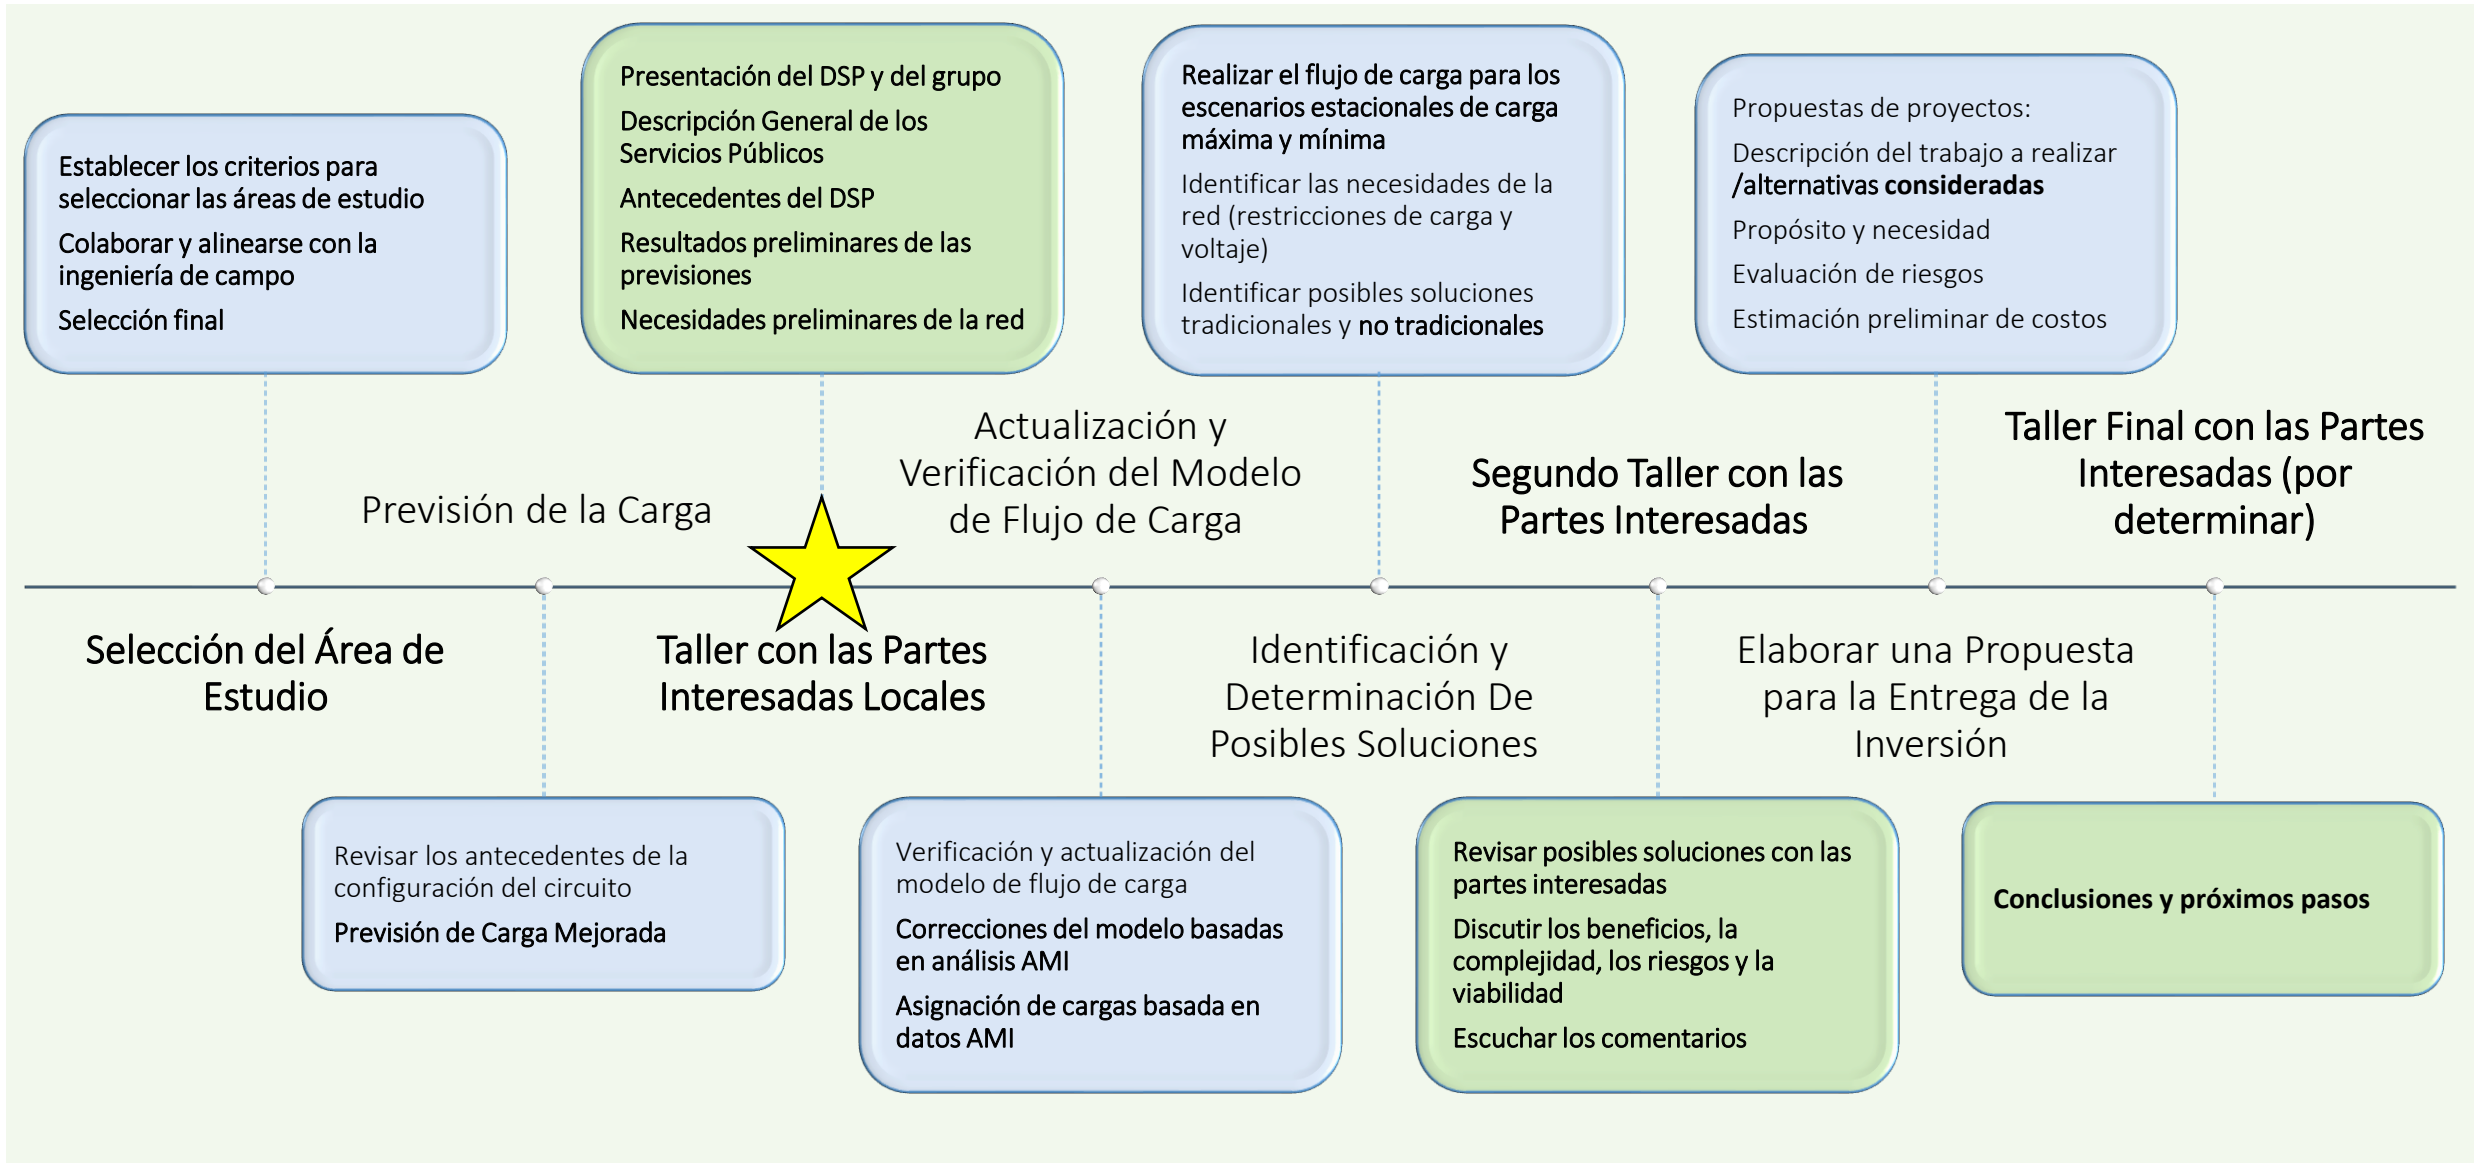 Establecer los criterios para
seleccionar las áreas de estudio
Colaborar y alinearse con la
ingeniería de campo
Selección final
Presentación del DSP y del grupo
Descripción General de los
Servicios Públicos
Antecedentes del DSP
Resultados preliminares de las
previsiones
Necesidades preliminares de la red
Realizar el flujo de carga para los
escenarios estacionales de carga
máxima y mínima
Identificar las necesidades de la
red (restricciones de carga y
voltaje)
Identificar posibles soluciones
tradicionales y no tradicionales
Propuestas de proyectos:
Descripción del trabajo a realizar
/alternativas consideradas
Propósito y necesidad
Evaluación de riesgos
Estimación preliminar de costos
Previsión de la Carga
Actualización y
Verificación del Modelo
de Flujo de Carga
Segundo Taller con las
Partes Interesadas
Taller Final con las Partes
Interesadas (por
determinar)
Selección del Área de
Estudio
Taller con las Partes
Interesadas Locales
Identificación y
Determinación De
Posibles Soluciones
Elaborar una Propuesta
para la Entrega de la
Inversión
Revisar los antecedentes de la
configuración del circuito
Previsión de Carga Mejorada
Verificación y actualización del
modelo de flujo de carga
Correcciones del modelo basadas
en análisis AMI
Asignación de cargas basada en
datos AMI
Revisar posibles soluciones con las
partes interesadas
Discutir los beneficios, la
complejidad, los riesgos y la
viabilidad
Escuchar los comentarios
Conclusiones y próximos pasos